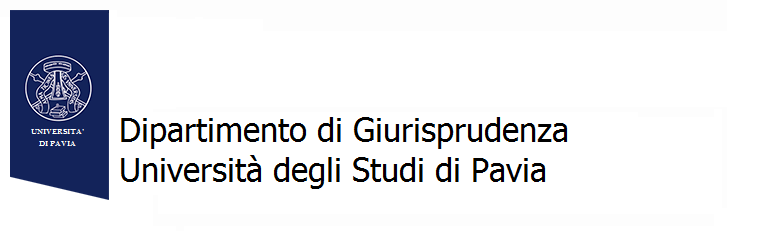 UNIVERSITA'
DI PAVIA
Dipartimento di Giurisprudenza
Università degli Studi di Pavia